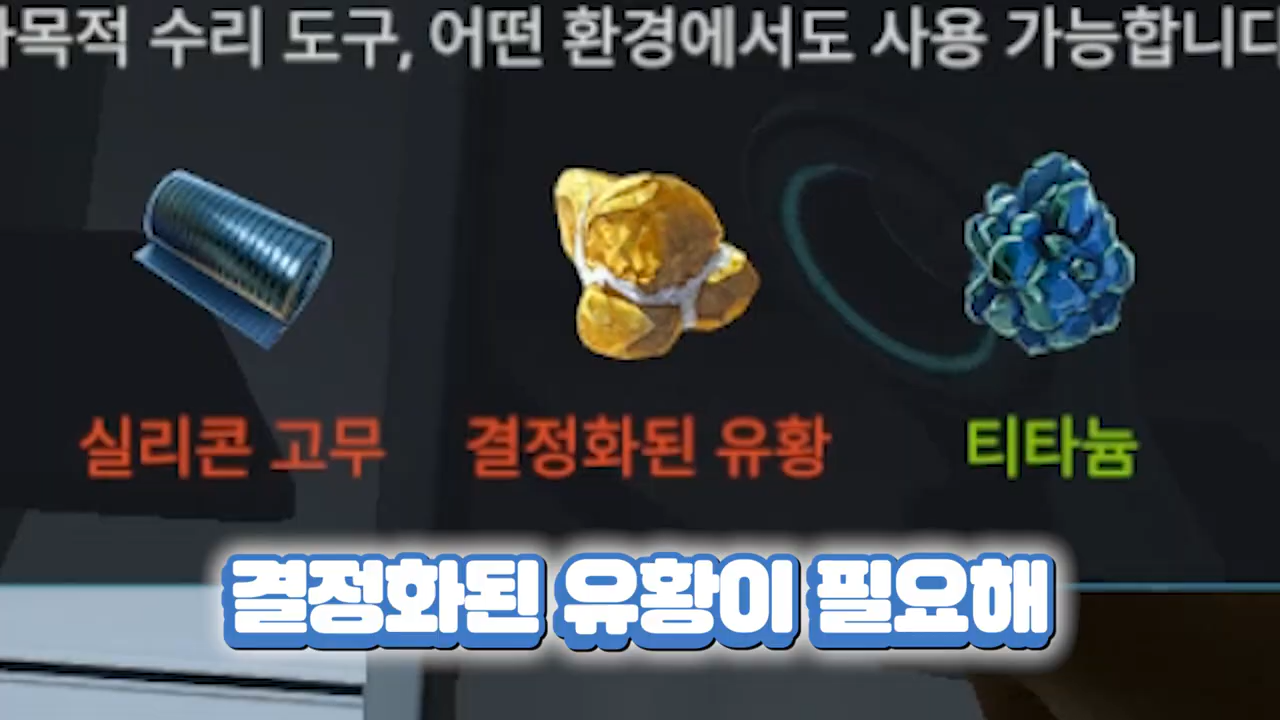 다목적 수리 도구, 어떤 환경에서도 사용 가능합니다
실리콘 고무
결정화된 유황
티타늄
결정화된 유황이 필요해